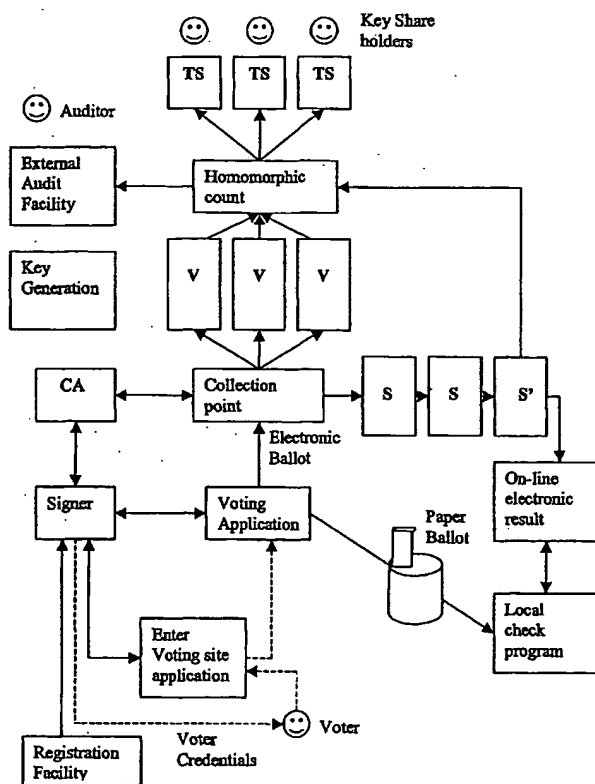 Key Share
holders
TS
TS
TS
Auditor
External
Audit
Facility
Homomorphic
count
Key
Generation
V
V
V
CA
Collection
point
S
S
S'
Electronic
Ballot
Signer
Voting
Application
Paper
Ballot
On-line
electronic
result
Enter
Voting site
application
Local
check
program
Voter
Voter
Credentials
Registration
Facility